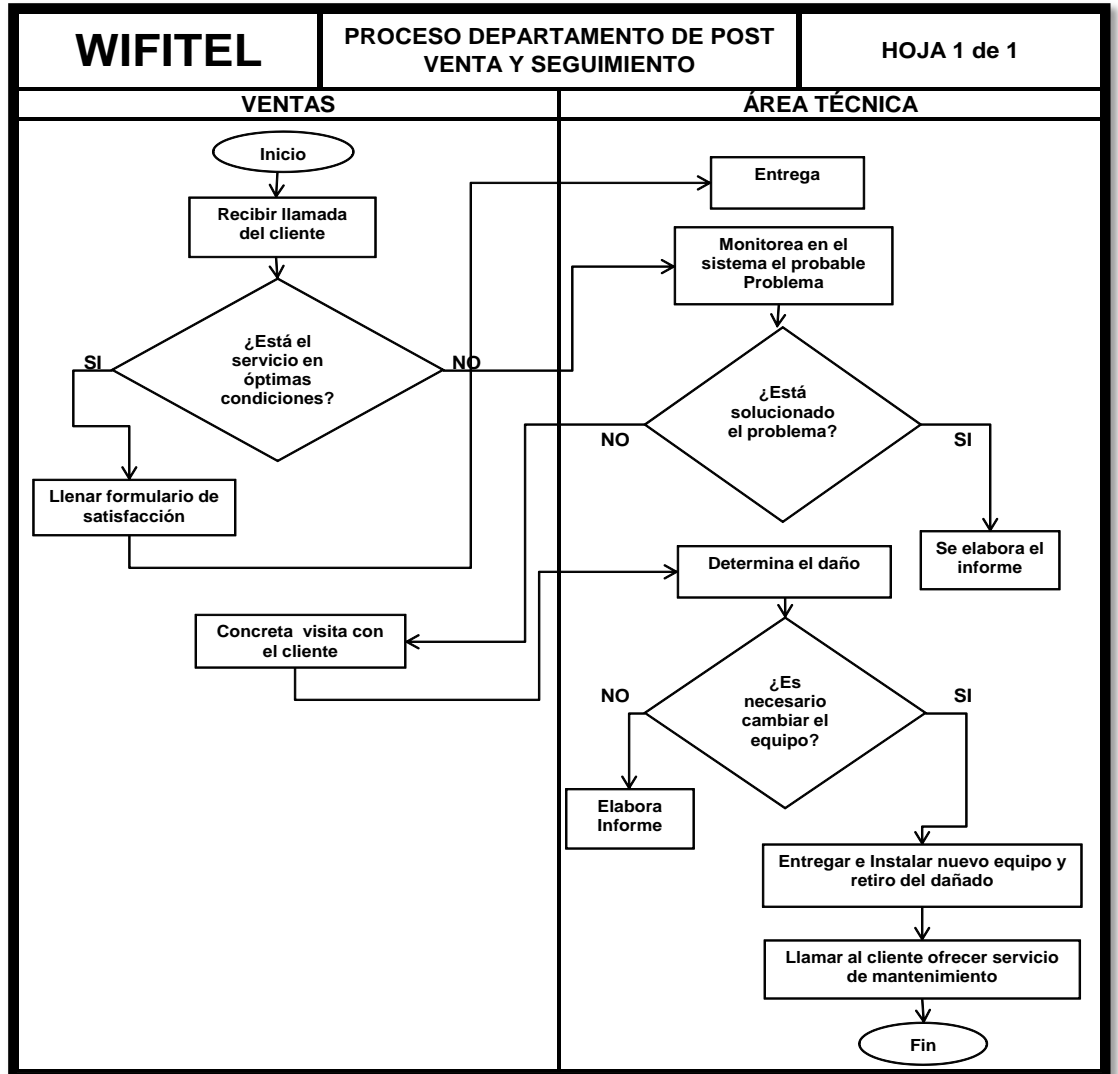 WIFITEL
PROCESO DEPARTAMENTO DE POST
VENTA Y SEGUIMIENTO
HOJA 1 de 1
VENTAS
ÁREA TÉCNICA
Inicio
Entrega
Recibir llamada
del cliente
Monitorea en el
sistema el probable
Problema
¿Está el
servicio en
óptimas
condiciones?
SI
NO
¿Está
solucionado
el problema?
NO
SI
Llenar formulario de
satisfacción
Se elabora el
informe
Determina el daño
Concreta visita con
el cliente
¿Es
necesario
cambiar el
equipo?
NO
SI
Elabora
Informe
Entregar e Instalar nuevo equipo y
retiro del dañado
Llamar al cliente ofrecer servicio
de mantenimiento
Fin